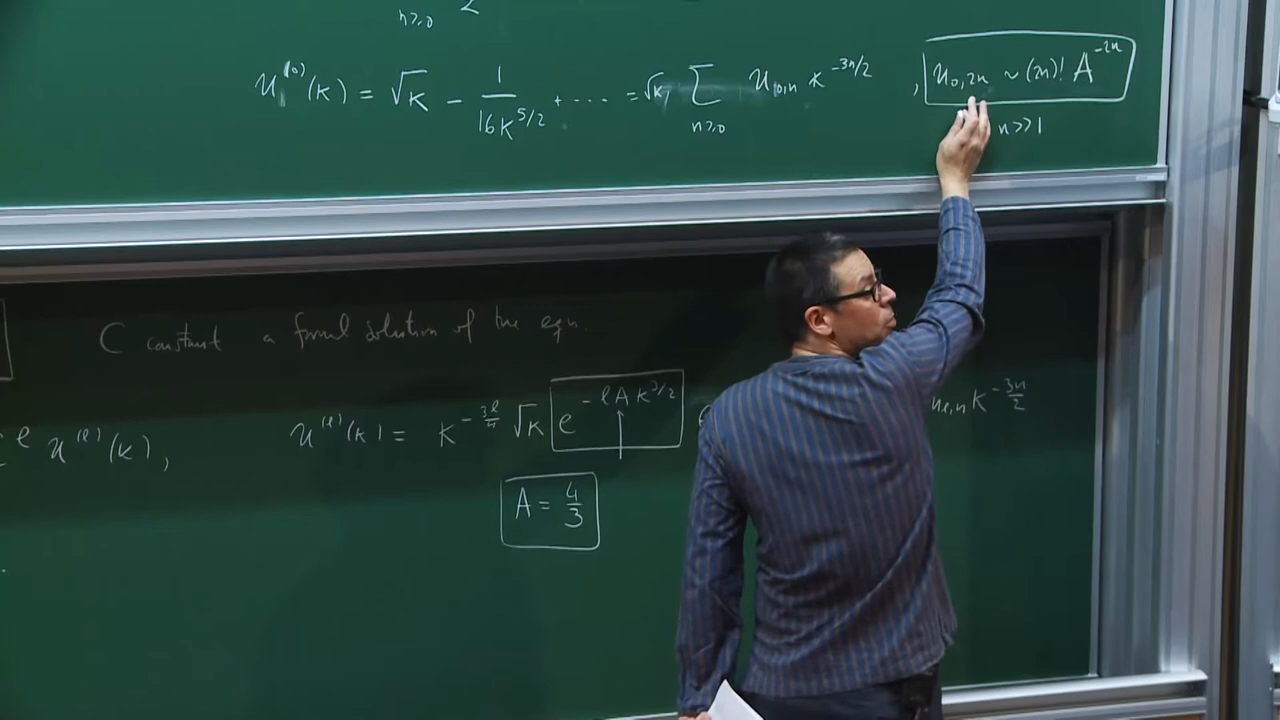 n≥0 2
u⁽⁰⁾(κ) = √κ − 1/(16κ^{5/2}) + ···· = √κ ∑_{n≥0} u_{0,n} κ^{−3n/2} , u_{0,2n} ∼ (2n)! A^{−2n}
n>>1
C constant a formal solution of the eqn.
ℓ u⁽ℓ⁾(κ), u⁽ℓ⁾(κ) = κ^{−3ℓ/4} √κ e^{−ℓAκ^{3/2}} u_{ℓ,n} κ^{−3n/2}
A = 4/3